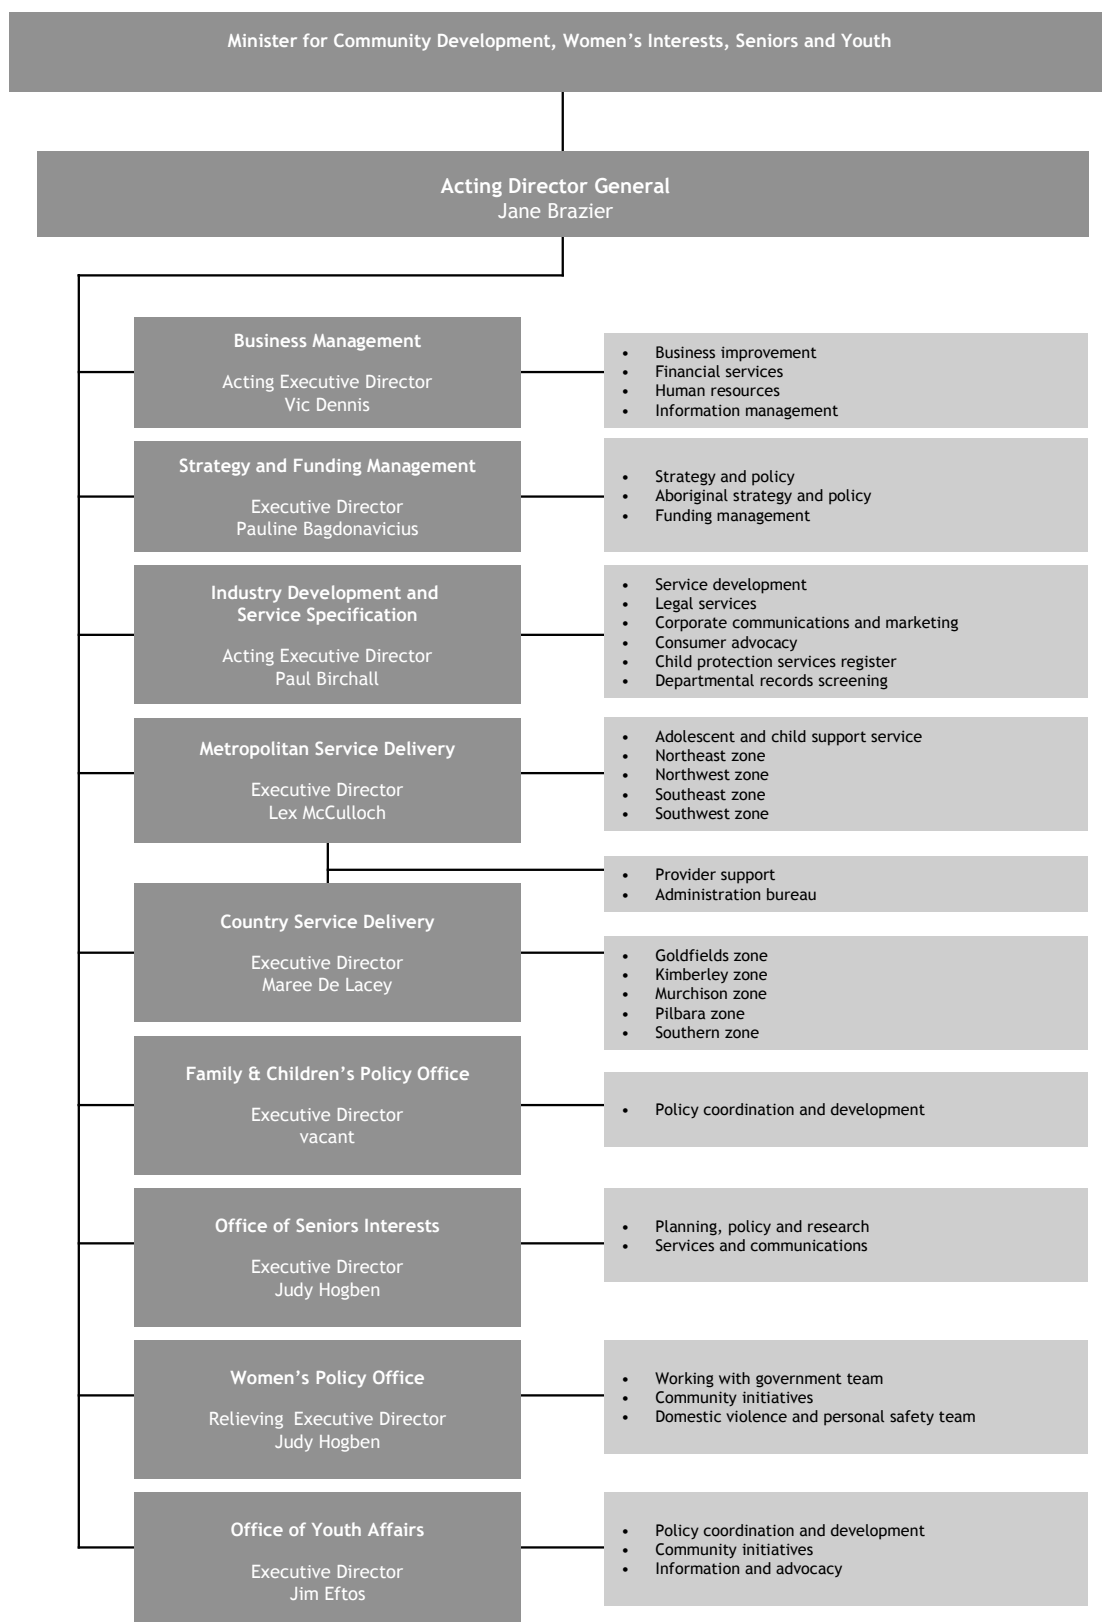 Minister for Community Development, Women’s Interests, Seniors and Youth
Acting Director General
Jane Brazier
Business Management
Acting Executive Director
Vic Dennis
• Business improvement
• Financial services
• Human resources
• Information management
Strategy and Funding Management
Executive Director
Pauline Bagdonavicius
• Strategy and policy
• Aboriginal strategy and policy
• Funding management
Industry Development and
Service Specification
Acting Executive Director
Paul Birchall
• Service development
• Legal services
• Corporate communications and marketing
• Consumer advocacy
• Child protection services register
• Departmental records screening
Metropolitan Service Delivery
Executive Director
Lex McCulloch
• Adolescent and child support service
• Northeast zone
• Northwest zone
• Southeast zone
• Southwest zone
• Provider support
• Administration bureau
Country Service Delivery
Executive Director
Maree De Lacey
• Goldfields zone
• Kimberley zone
• Murchison zone
• Pilbara zone
• Southern zone
Family & Children’s Policy Office
Executive Director
vacant
• Policy coordination and development
Office of Seniors Interests
Executive Director
Judy Hogben
• Planning, policy and research
• Services and communications
Women’s Policy Office
Relieving Executive Director
Judy Hogben
• Working with government team
• Community initiatives
• Domestic violence and personal safety team
Office of Youth Affairs
Executive Director
Jim Eftos
• Policy coordination and development
• Community initiatives
• Information and advocacy